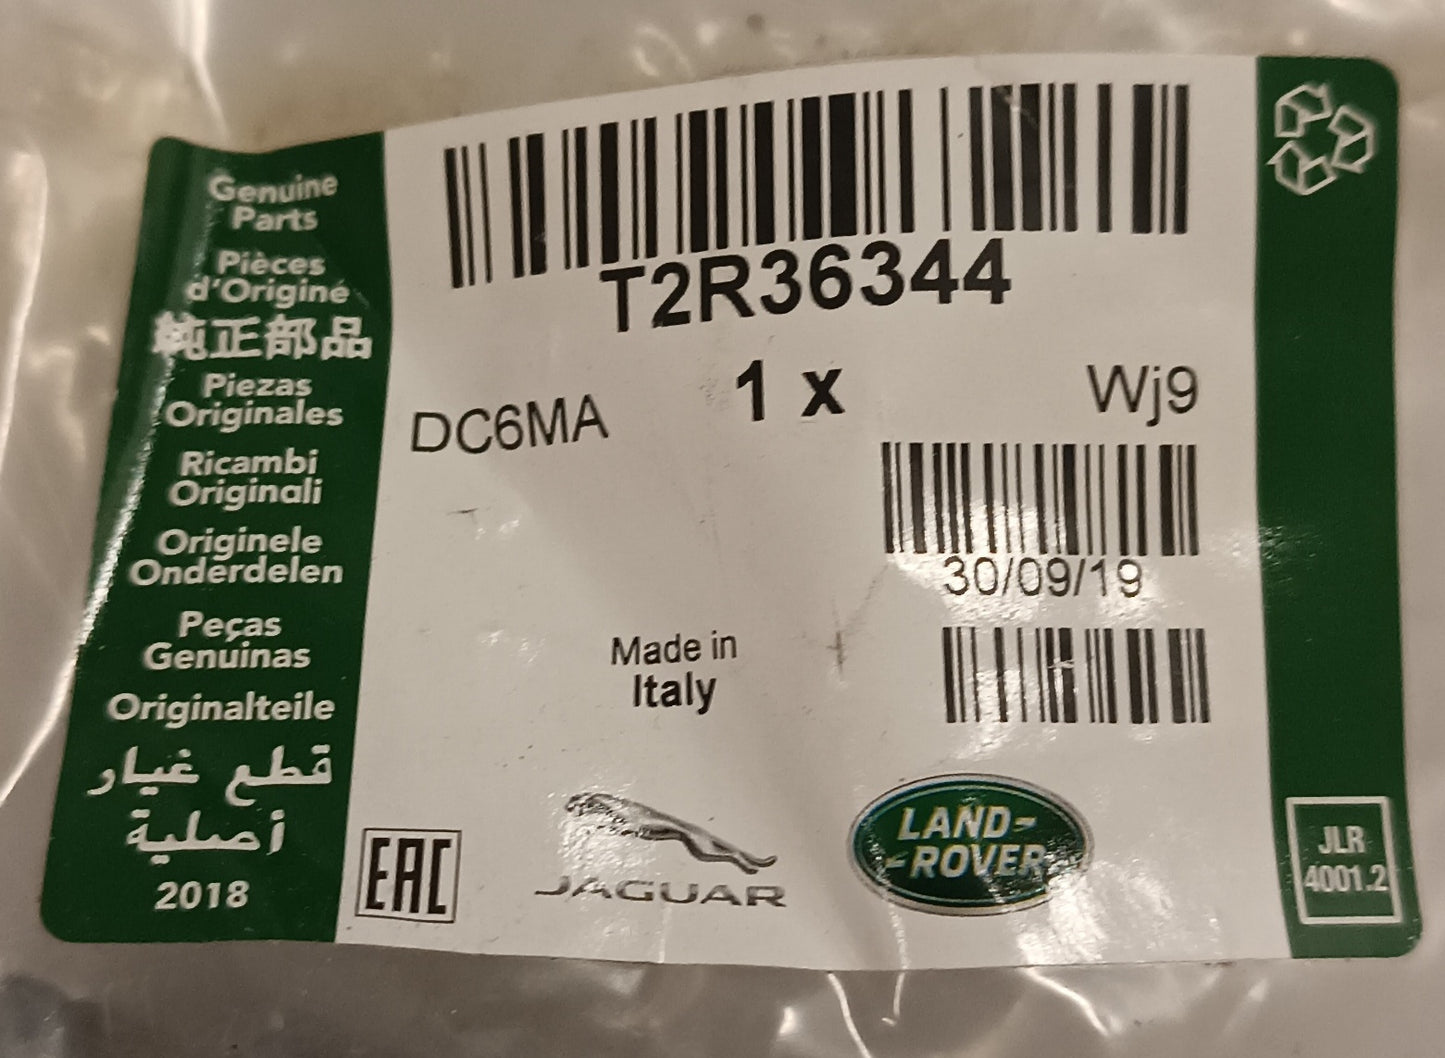 Genuine
Parts
Pièces
d'Origine
純正部品
Piezas
Originales
Ricambi
Originali
Originele
Onderdelen
Peças
Genuinas
Originalteile
قطع غيار
أصلية
2018
T2R36344
DC6MA
1 x
Wj9
30/09/19
Made in
Italy
EAC
JAGUAR
LAND-
-ROVER
JLR
4001.2